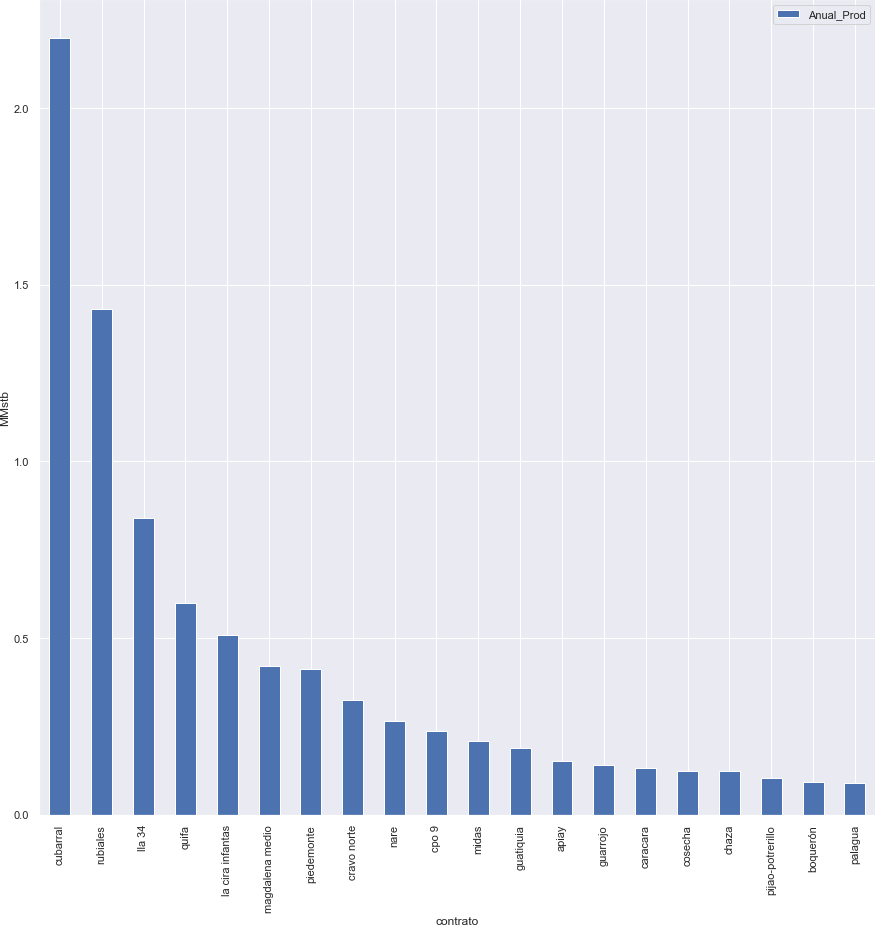 Anual_Prod
2.0
1.5
MMstb
1.0
0.5
0.0
cubarral
rubiales
lla 34
quifa
la cira infantas
magdalena medio
piedemonte
cravo norte
nare
cpo 9
midas
guatiquia
apiay
guarrojo
caracara
cosecha
chaza
pijao-potrerillo
boquerón
palagua
contrato